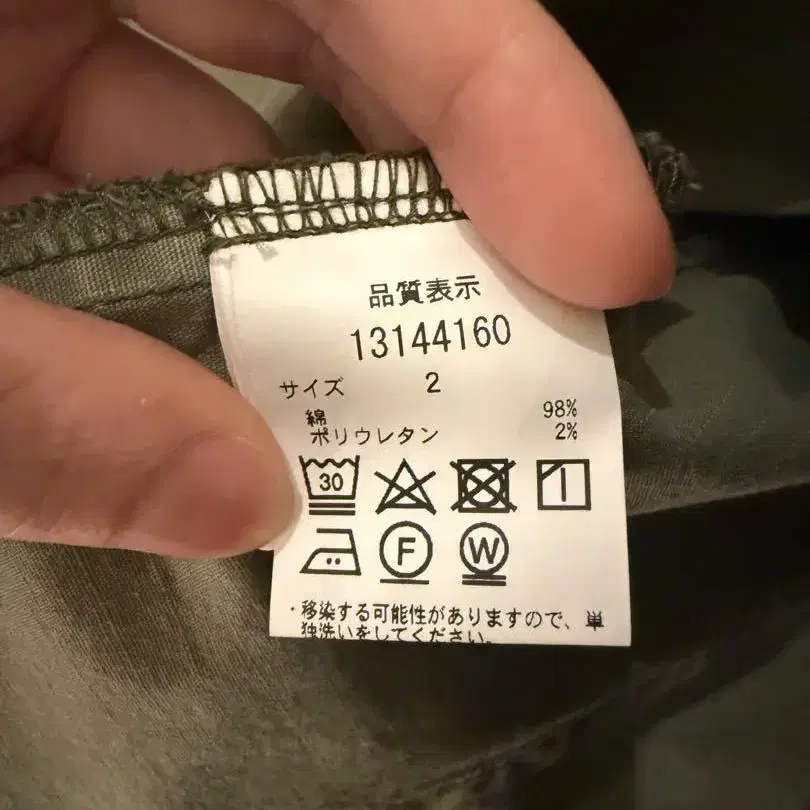 品質表示
13144160
サイズ 2
綿 98%
ポリウレタン 2%
30
F W
・移染する可能性がありますので、単
独洗いをしてください。